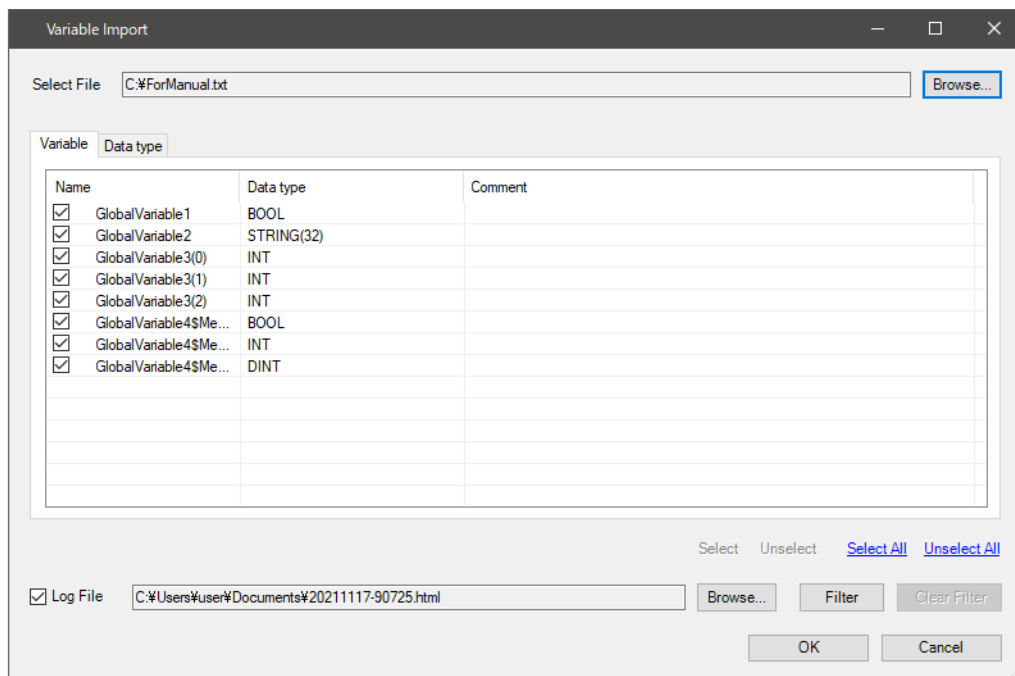 Variable Import
Select File C:¥ForManual.txt Browse...
Variable Data type
Name Data type Comment
GlobalVariable1 BOOL
GlobalVariable2 STRING(32)
GlobalVariable3(0) INT
GlobalVariable3(1) INT
GlobalVariable3(2) INT
GlobalVariable4$Me... BOOL
GlobalVariable4$Me... INT
GlobalVariable4$Me... DINT
Select Unselect Select All Unselect All
Log File C:¥Users¥user¥Documents¥20211117-90725.html Browse... Filter Clear Filter
OK Cancel